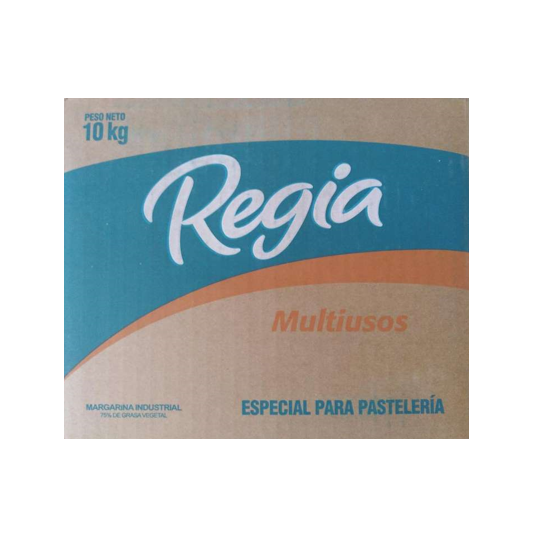 PESO NETO
10 kg
Regia
Multiusos
MARGARINA INDUSTRIAL
75% DE GRASA VEGETAL
ESPECIAL PARA PASTELERÍA